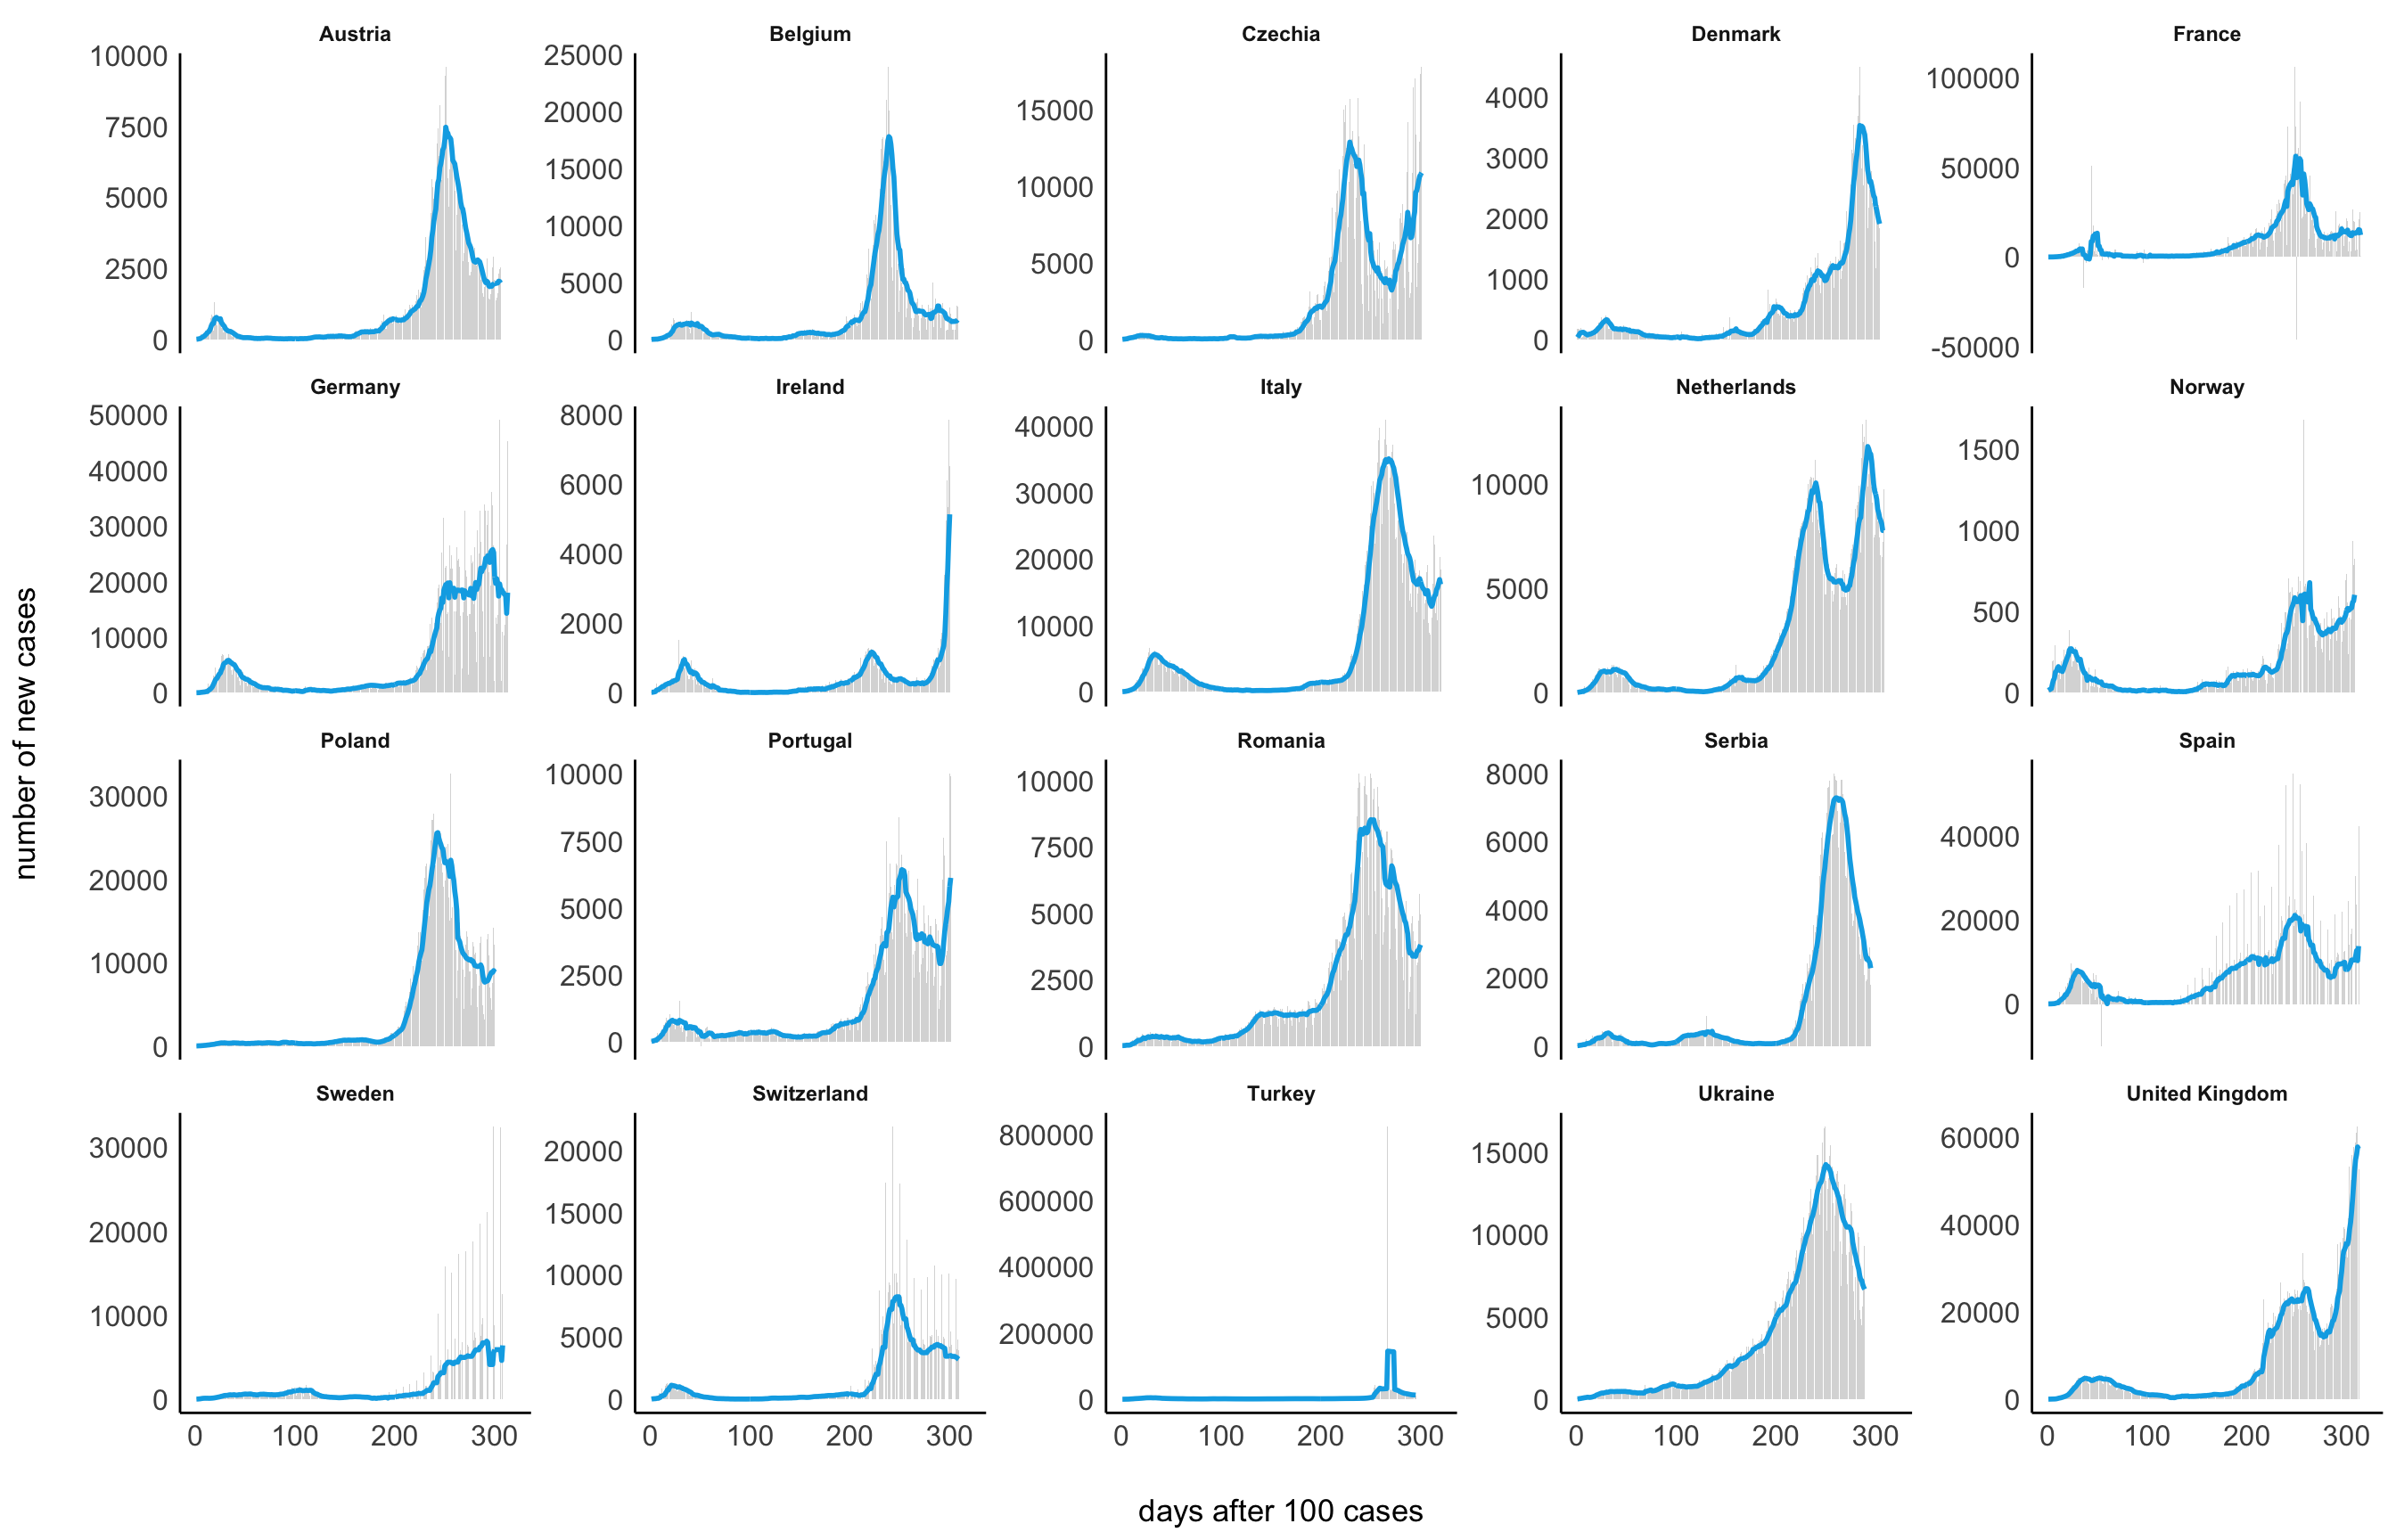 Austria Belgium Czechia Denmark France
10000 7500 5000 2500 0
25000 20000 15000 10000 5000 0
15000 10000 5000 0
4000 3000 2000 1000 0
100000 50000 0 -50000
Germany Ireland Italy Netherlands Norway
50000 40000 30000 20000 10000 0
8000 6000 4000 2000 0
40000 30000 20000 10000 0
10000 5000 0
1500 1000 500 0
number of new cases
Poland Portugal Romania Serbia Spain
30000 20000 10000 0
10000 7500 5000 2500 0
10000 7500 5000 2500 0
8000 6000 4000 2000 0
40000 20000 0
Sweden Switzerland Turkey Ukraine United Kingdom
30000 20000 10000 0
20000 15000 10000 5000 0
800000 600000 400000 200000 0
15000 10000 5000 0
60000 40000 20000 0
0 100 200 300 0 100 200 300 0 100 200 300 0 100 200 300 0 100 200 300
days after 100 cases